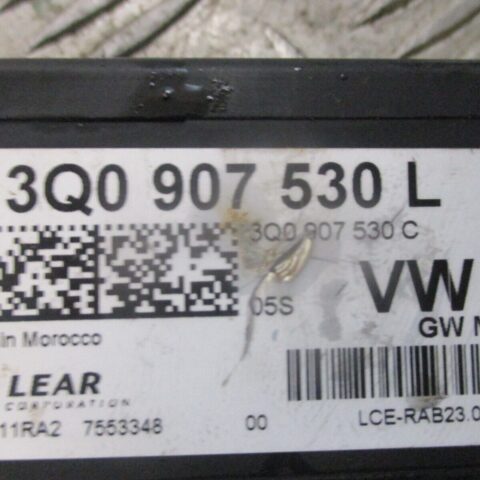 3Q0 907 530 L
3Q0 907 530 C
05S
VW
GW
in Morocco
LEAR
CORPORATION
11RA2 7553348 00 LCE-RAB23.0